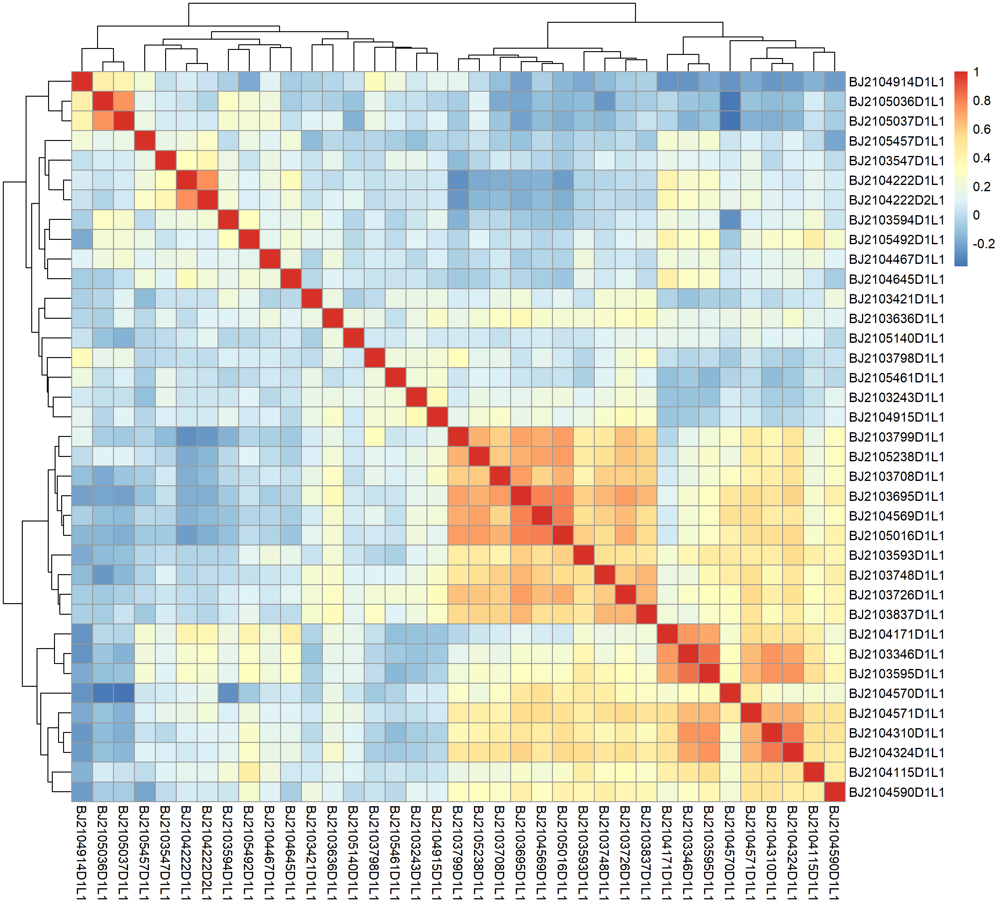 1
0.8
0.6
0.4
0.2
0
-0.2
BJ2104914D1L1
BJ2105036D1L1
BJ2105037D1L1
BJ2105457D1L1
BJ2103547D1L1
BJ2104222D1L1
BJ2104222D2L1
BJ2103594D1L1
BJ2105492D1L1
BJ2104467D1L1
BJ2104645D1L1
BJ2103421D1L1
BJ2103636D1L1
BJ2105140D1L1
BJ2103798D1L1
BJ2105461D1L1
BJ2103243D1L1
BJ2104915D1L1
BJ2103799D1L1
BJ2105238D1L1
BJ2103708D1L1
BJ2103695D1L1
BJ2104569D1L1
BJ2105016D1L1
BJ2103593D1L1
BJ2103748D1L1
BJ2103726D1L1
BJ2103837D1L1
BJ2104171D1L1
BJ2103346D1L1
BJ2103595D1L1
BJ2104570D1L1
BJ2104571D1L1
BJ2104310D1L1
BJ2104324D1L1
BJ2104115D1L1
BJ2104590D1L1
BJ2104914D1L1
BJ2105036D1L1
BJ2105037D1L1
BJ2105457D1L1
BJ2103547D1L1
BJ2104222D1L1
BJ2104222D2L1
BJ2103594D1L1
BJ2105492D1L1
BJ2104467D1L1
BJ2104645D1L1
BJ2103421D1L1
BJ2103636D1L1
BJ2105140D1L1
BJ2103798D1L1
BJ2105461D1L1
BJ2103243D1L1
BJ2104915D1L1
BJ2103799D1L1
BJ2105238D1L1
BJ2103708D1L1
BJ2103695D1L1
BJ2104569D1L1
BJ2105016D1L1
BJ2103593D1L1
BJ2103748D1L1
BJ2103726D1L1
BJ2103837D1L1
BJ2104171D1L1
BJ2103346D1L1
BJ2103595D1L1
BJ2104570D1L1
BJ2104571D1L1
BJ2104310D1L1
BJ2104324D1L1
BJ2104115D1L1
BJ2104590D1L1